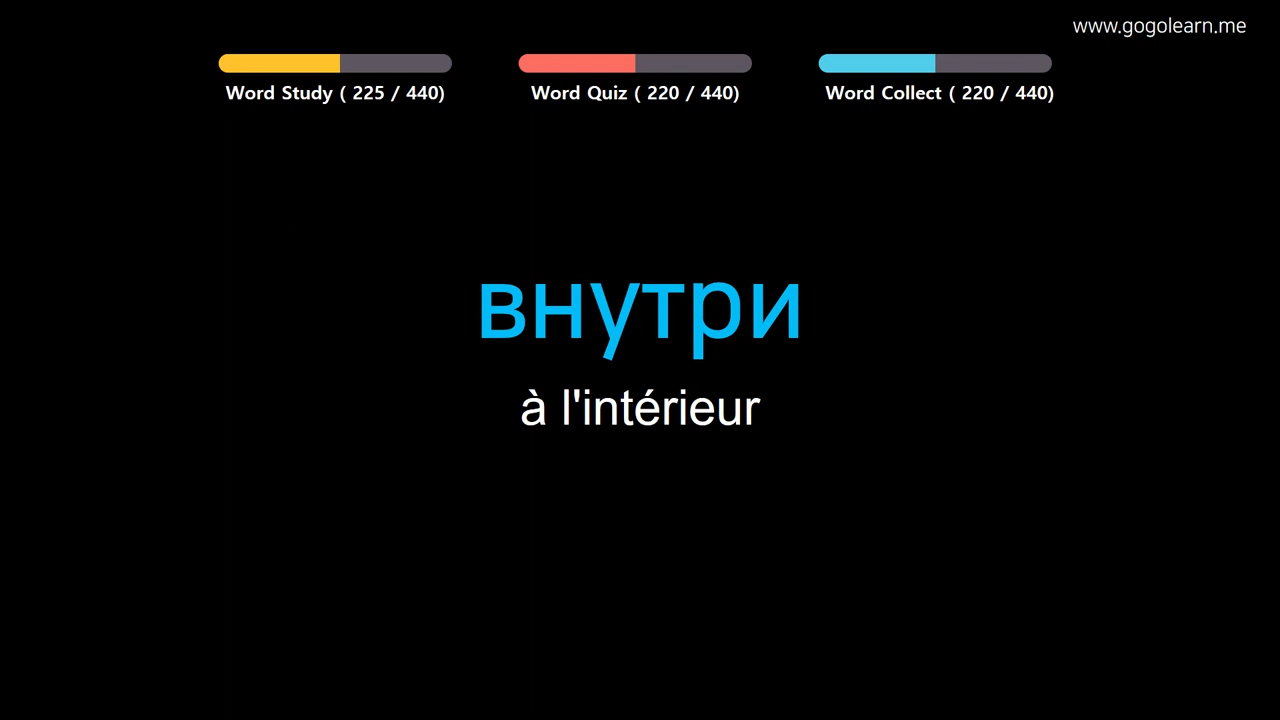 www.gogolearn.me
Word Study ( 225 / 440)
Word Quiz ( 220 / 440)
Word Collect ( 220 / 440)
внутри
à l'intérieur